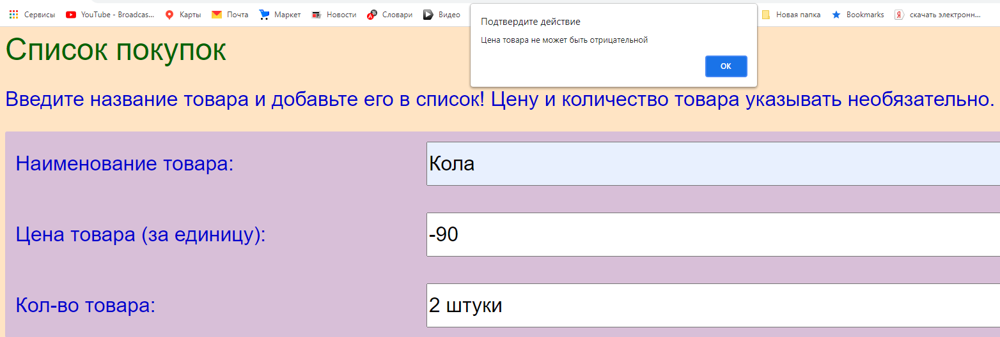 Сервисы YouTube - Broadcas... Карты Почта Маркет Новости Словари Видео Новая папка Bookmarks скачать электронн...
Подтвердите действие
Цена товара не может быть отрицательной
ОК
Список покупок
Введите название товара и добавьте его в список! Цену и количество товара указывать необязательно.
Наименование товара: Кола
Цена товара (за единицу): -90
Кол-во товара: 2 штуки